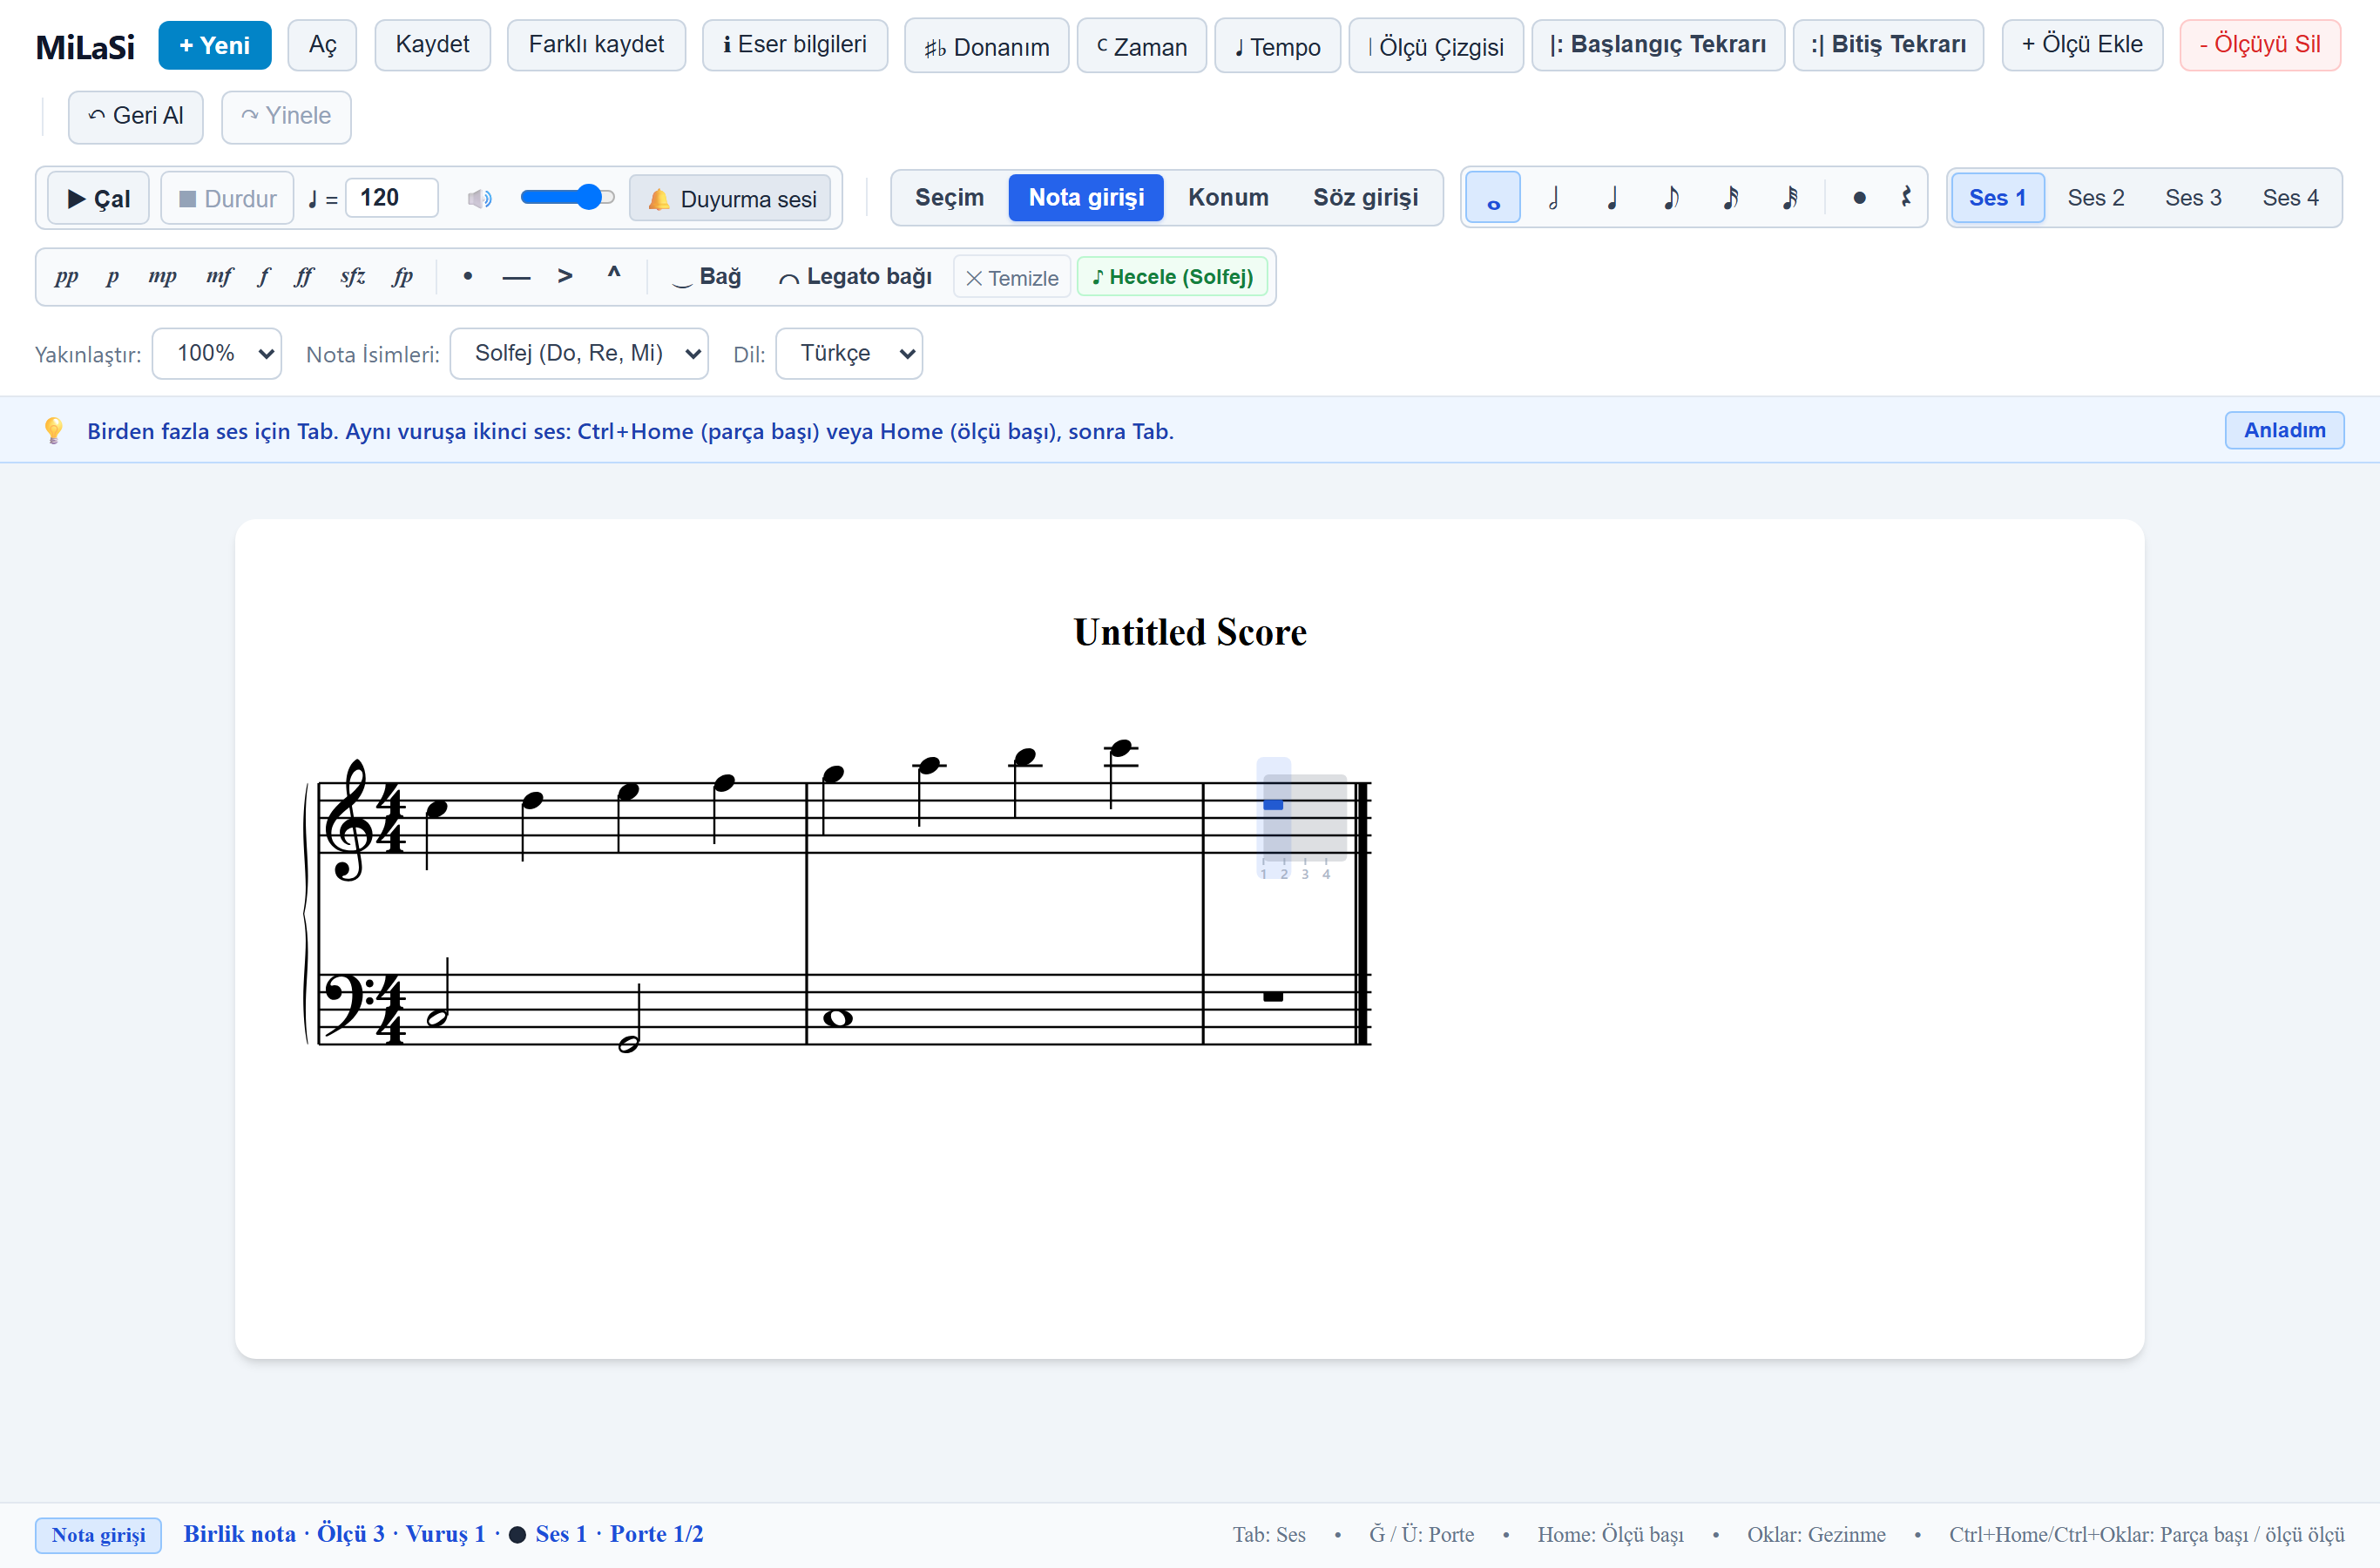 MiLaSi + Yeni Aç Kaydet Farklı kaydet ℹ Eser bilgileri ♯♭ Donanım C Zaman ♩ Tempo | Ölçü Çizgisi |: Başlangıç Tekrarı :| Bitiş Tekrarı + Ölçü Ekle - Ölçüyü Sil
↶ Geri Al ↷ Yinele
▶ Çal ■ Durdur ♩ = 120 🔊 🔔 Duyurma sesi Seçim Nota girişi Konum Söz girişi Ses 1 Ses 2 Ses 3 Ses 4
pp p mp mf f ff sfz fp • — > ^ ‿ Bağ ⌒ Legato bağı × Temizle ♪ Hecele (Solfej)
Yakınlaştır: 100% Nota İsimleri: Solfej (Do, Re, Mi) Dil: Türkçe
💡 Birden fazla ses için Tab. Aynı vuruşa ikinci ses: Ctrl+Home (parça başı) veya Home (ölçü başı), sonra Tab. Anladım
Untitled Score
4 4
1 2 3 4
4 4
Nota girişi Birlik nota · Ölçü 3 · Vuruş 1 · ● Ses 1 · Porte 1/2 Tab: Ses • Ğ / Ü: Porte • Home: Ölçü başı • Oklar: Gezinme • Ctrl+Home/Ctrl+Oklar: Parça başı / ölçü ölçü